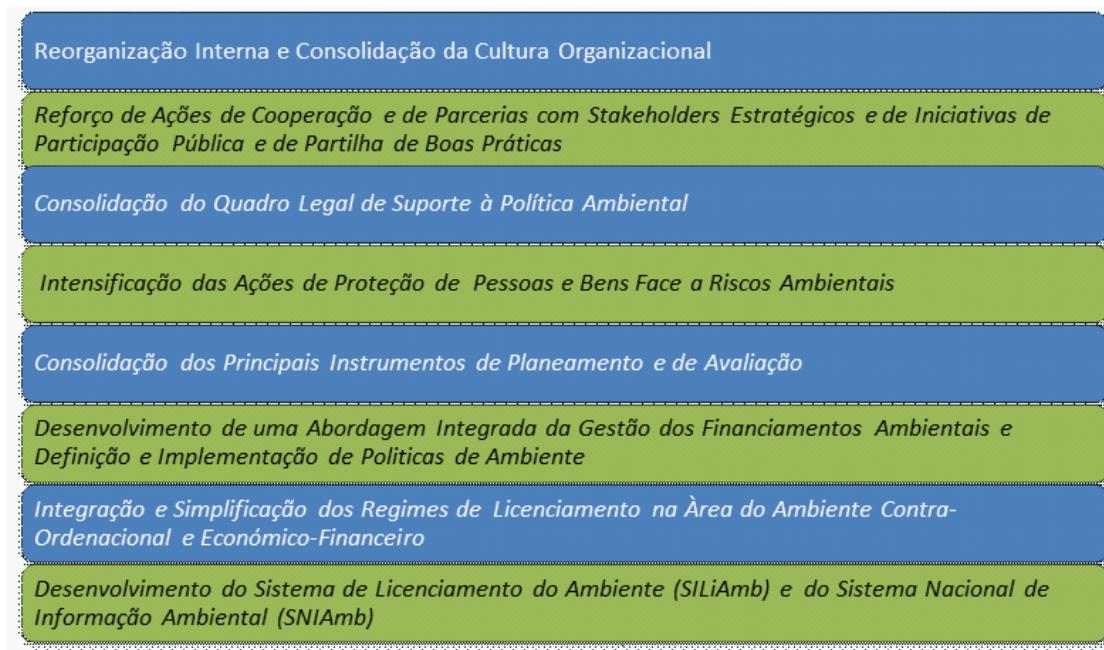 Reorganização Interna e Consolidação da Cultura Organizacional
Reforço de Ações de Cooperação e de Parcerias com Stakeholders Estratégicos e de Iniciativas de
Participação Pública e de Partilha de Boas Práticas
Consolidação do Quadro Legal de Suporte à Política Ambiental
Intensificação das Ações de Proteção de Pessoas e Bens Face a Riscos Ambientais
Consolidação dos Principais Instrumentos de Planeamento e de Avaliação
Desenvolvimento de uma Abordagem Integrada da Gestão dos Financiamentos Ambientais e
Definição e Implementação de Politicas de Ambiente
Integração e Simplificação dos Regimes de Licenciamento na Àrea do Ambiente Contra-
Ordenacional e Económico-Financeiro
Desenvolvimento do Sistema de Licenciamento do Ambiente (SILiAmb) e do Sistema Nacional de
Informação Ambiental (SNIAmb)